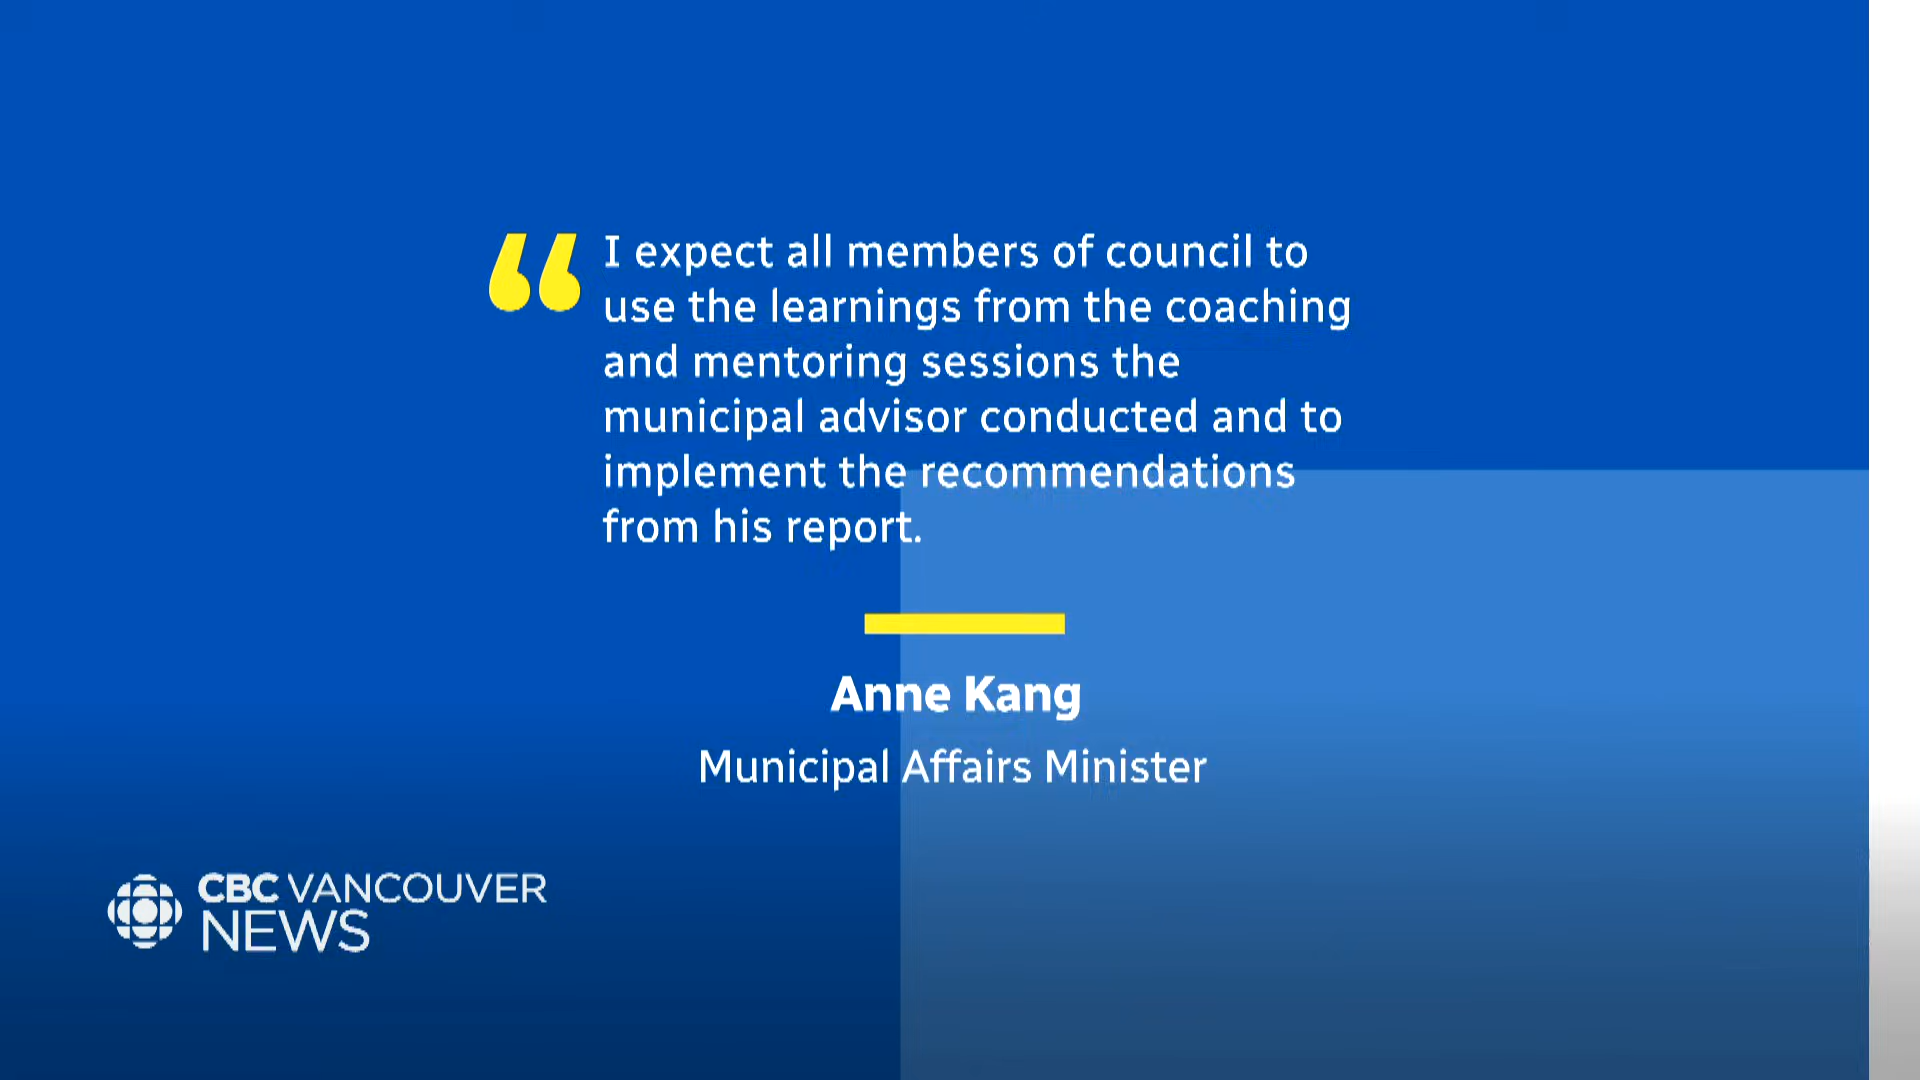 “
I expect all members of council to
use the learnings from the coaching
and mentoring sessions the
municipal advisor conducted and to
implement the recommendations
from his report.
Anne Kang
Municipal Affairs Minister
CBC VANCOUVER
NEWS